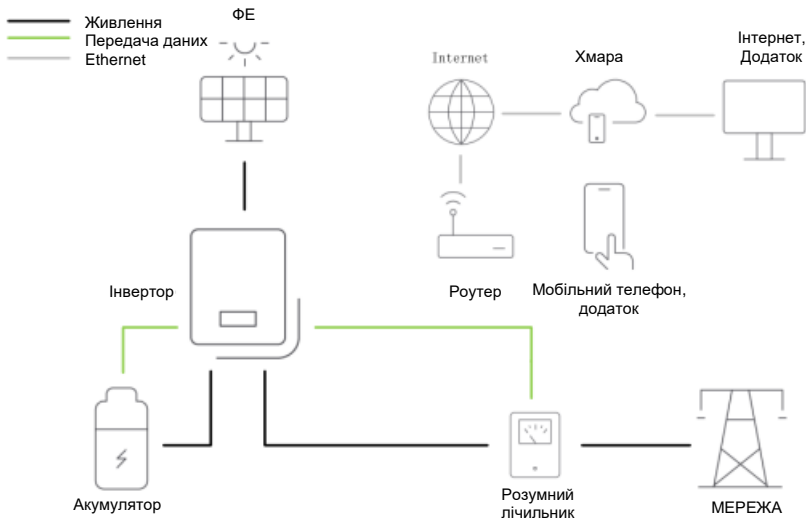 Живлення
Передача даних
Ethernet
ФЕ
Internet
Хмара
Інтернет,
Додаток
Інвертор
Роутер
Мобільний телефон,
додаток
Акумулятор
Розумний
лічильник
МЕРЕЖА